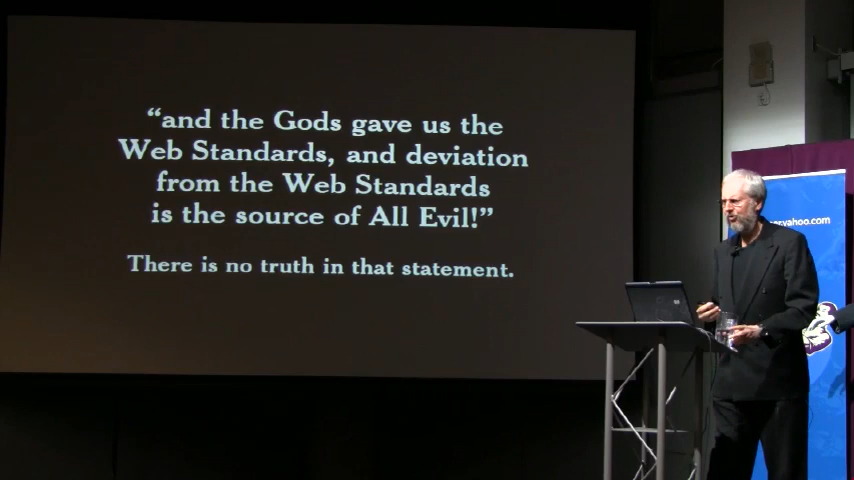 “and the Gods gave us the
Web Standards, and deviation
from the Web Standards
is the source of All Evil!”
There is no truth in that statement.
yahoo.com